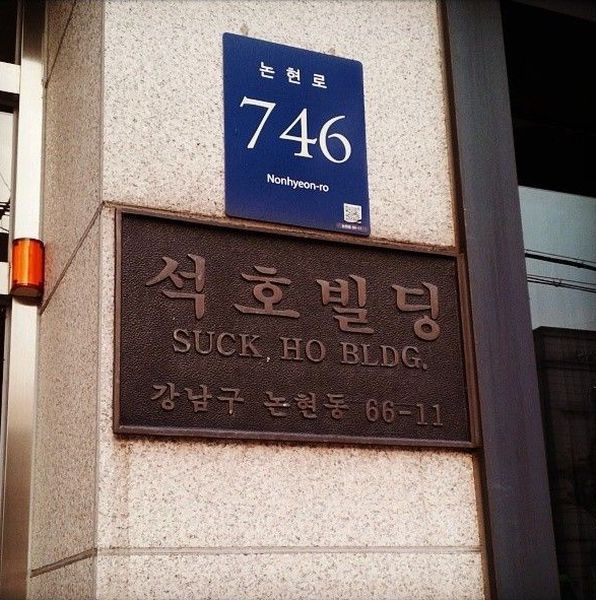 논현로
746
Nonhyeon-ro
석호빌딩
SUCK, HO BLDG.
강남구 논현동 66-11